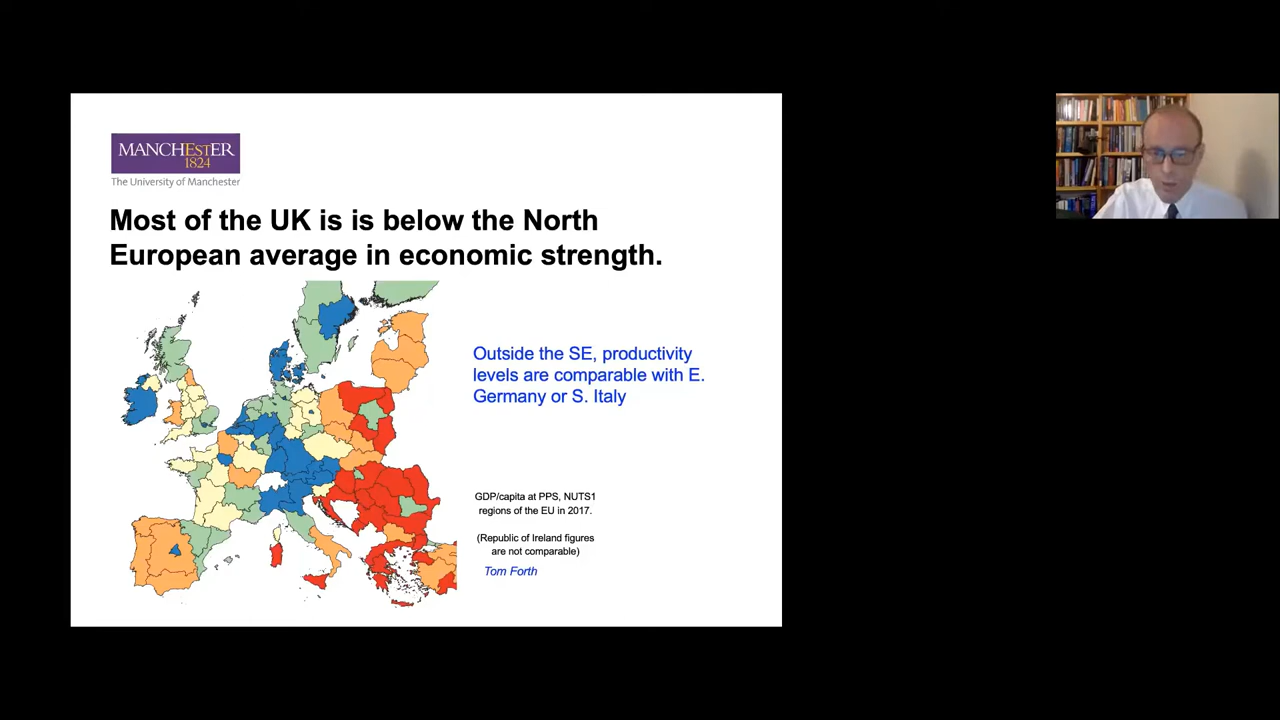 MANCHESTER
1824
The University of Manchester
Most of the UK is is below the North
European average in economic strength.
Outside the SE, productivity
levels are comparable with E.
Germany or S. Italy
GDP/capita at PPS, NUTS1
regions of the EU in 2017.
(Republic of Ireland figures
are not comparable)
Tom Forth